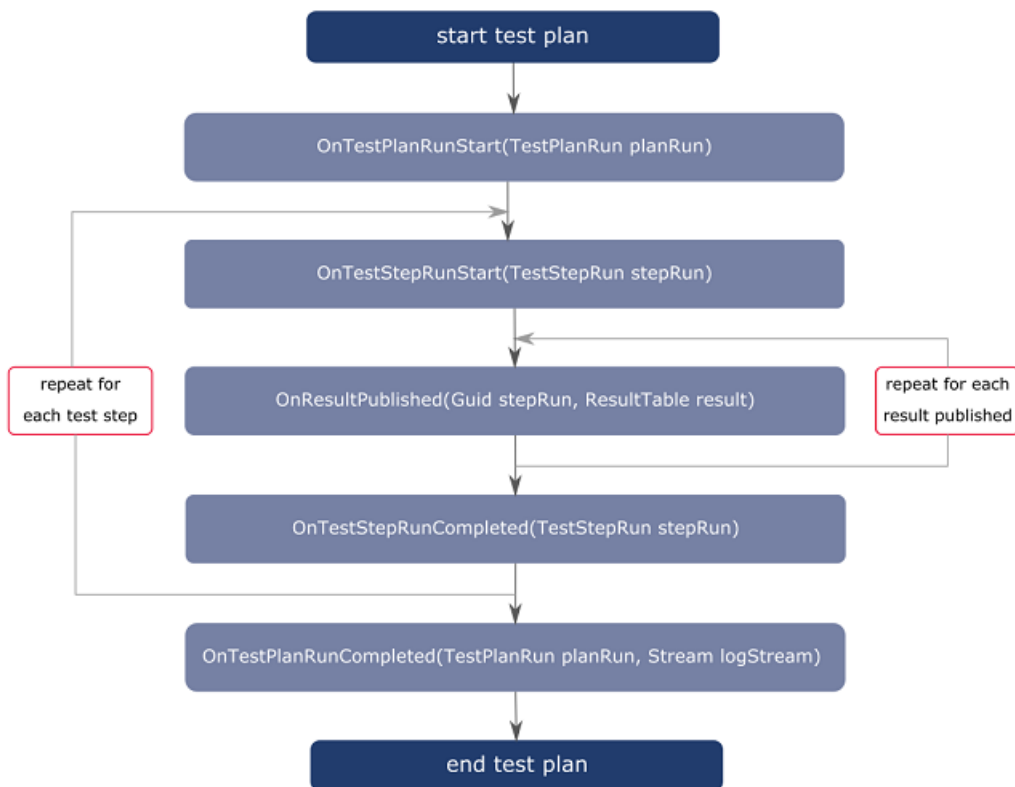 start test plan
OnTestPlanRunStart(TestPlanRun planRun)
OnTestStepRunStart(TestStepRun stepRun)
repeat for
each test step
OnResultPublished(Guid stepRun, ResultTable result)
repeat for each
result published
OnTestStepRunCompleted(TestStepRun stepRun)
OnTestPlanRunCompleted(TestPlanRun planRun, Stream logStream)
end test plan